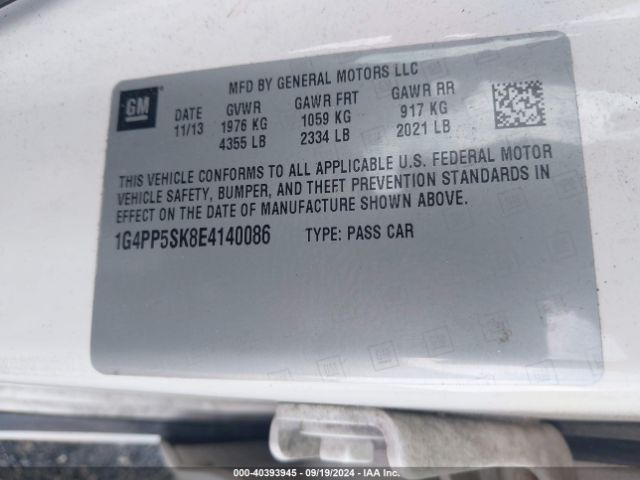 MFD BY GENERAL MOTORS LLC
GM
DATE GVWR GAWR FRT GAWR RR
11/13 1976 KG 1059 KG 917 KG
4355 LB 2334 LB 2021 LB
THIS VEHICLE CONFORMS TO ALL APPLICABLE U.S. FEDERAL MOTOR
VEHICLE SAFETY, BUMPER, AND THEFT PREVENTION STANDARDS IN
EFFECT ON THE DATE OF MANUFACTURE SHOWN ABOVE.
1G4PP5SK8E4140086 TYPE: PASS CAR
000-40393945 - 09/19/2024 - IAA Inc.